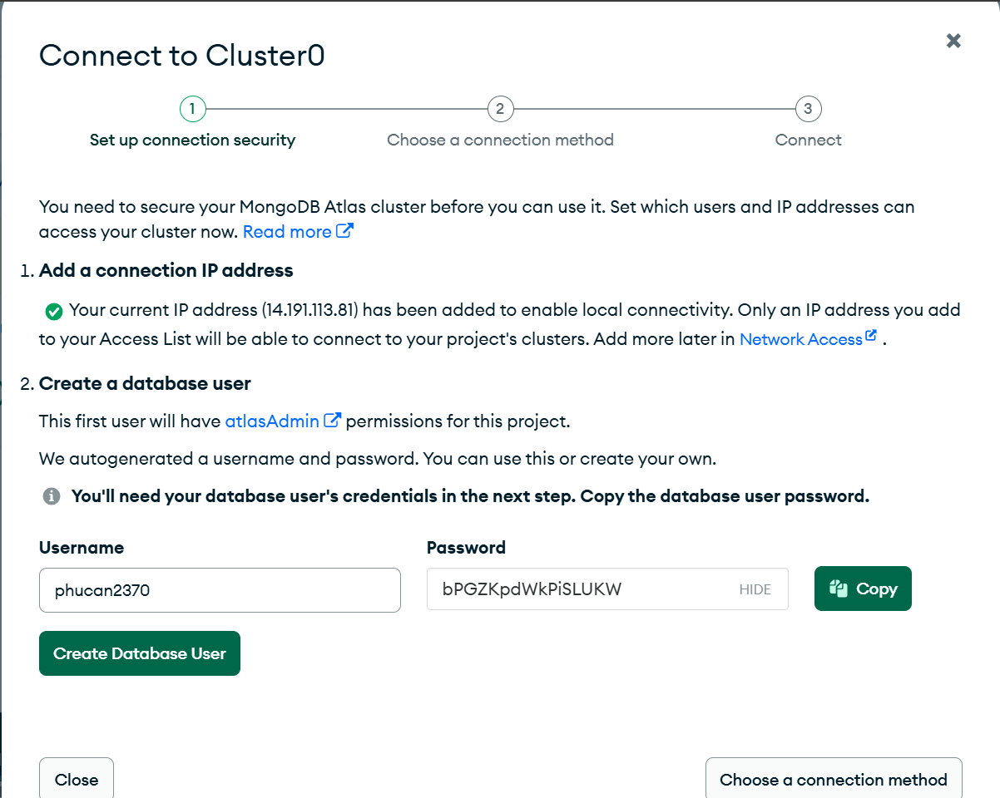 Connect to Cluster0
1
2
3
Set up connection security
Choose a connection method
Connect
You need to secure your MongoDB Atlas cluster before you can use it. Set which users and IP addresses can
access your cluster now. Read more
1. Add a connection IP address
Your current IP address (14.191.113.81) has been added to enable local connectivity. Only an IP address you add
to your Access List will be able to connect to your project's clusters. Add more later in Network Access .
2. Create a database user
This first user will have atlasAdmin permissions for this project.
We autogenerated a username and password. You can use this or create your own.
You'll need your database user's credentials in the next step. Copy the database user password.
Username
Password
phucan2370
bPGZKpdWkPiSLUKW
HIDE
Copy
Create Database User
Close
Choose a connection method